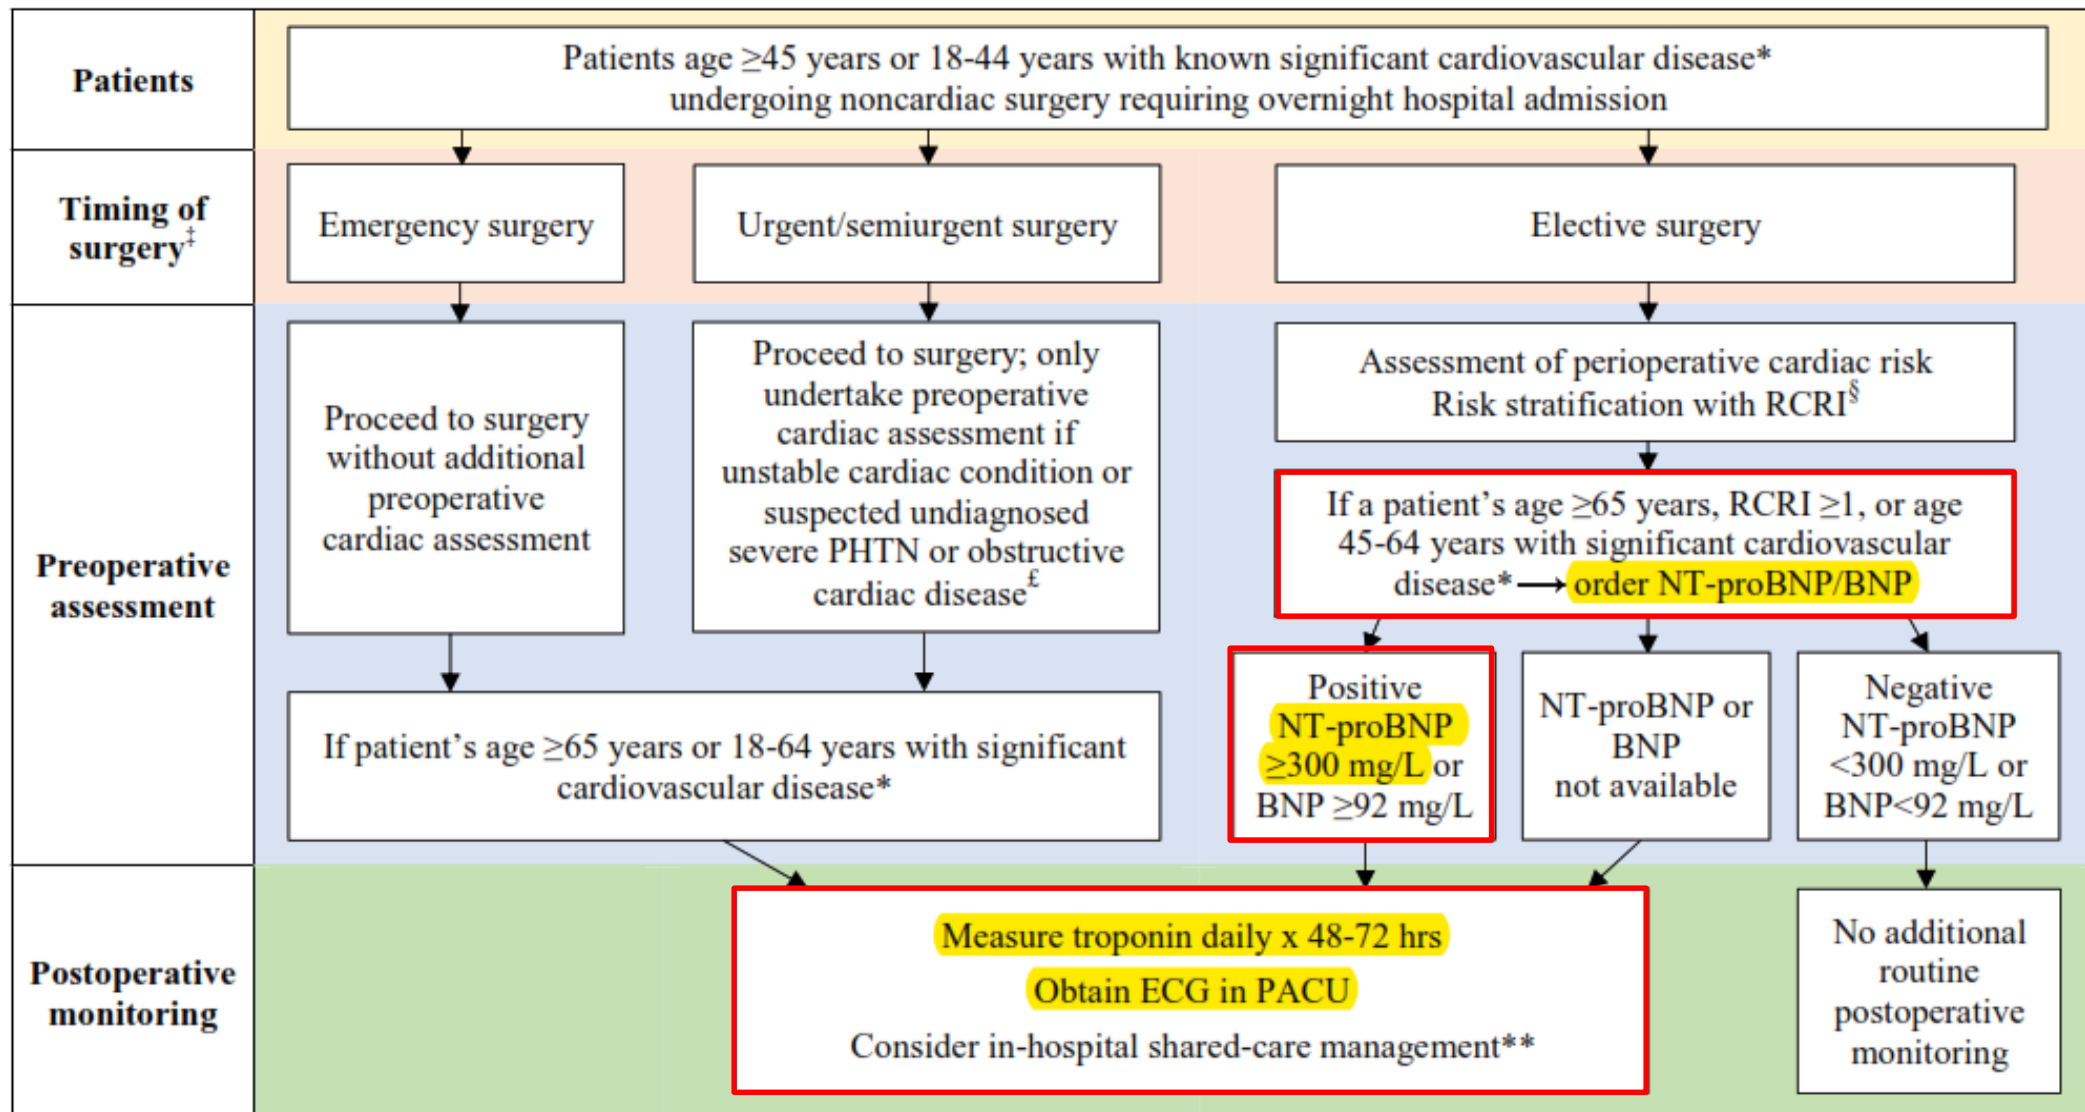 Patients
Patients age ≥45 years or 18-44 years with known significant cardiovascular disease*
undergoing noncardiac surgery requiring overnight hospital admission
Timing of
surgery‡
Emergency surgery
Urgent/semiurgent surgery
Elective surgery
Preoperative
assessment
Proceed to surgery
without additional
preoperative
cardiac assessment
Proceed to surgery; only
undertake preoperative
cardiac assessment if
unstable cardiac condition or
suspected undiagnosed
severe PHTN or obstructive
cardiac disease£
Assessment of perioperative cardiac risk
Risk stratification with RCRI§
If a patient's age ≥65 years, RCRI ≥1, or age
45-64 years with significant cardiovascular
disease* → order NT-proBNP/BNP
If patient's age ≥65 years or 18-64 years with significant
cardiovascular disease*
Positive
NT-proBNP
≥300 mg/L or
BNP ≥92 mg/L
NT-proBNP or
BNP
not available
Negative
NT-proBNP
<300 mg/L or
BNP<92 mg/L
Postoperative
monitoring
Measure troponin daily x 48-72 hrs
Obtain ECG in PACU
Consider in-hospital shared-care management**
No additional
routine
postoperative
monitoring